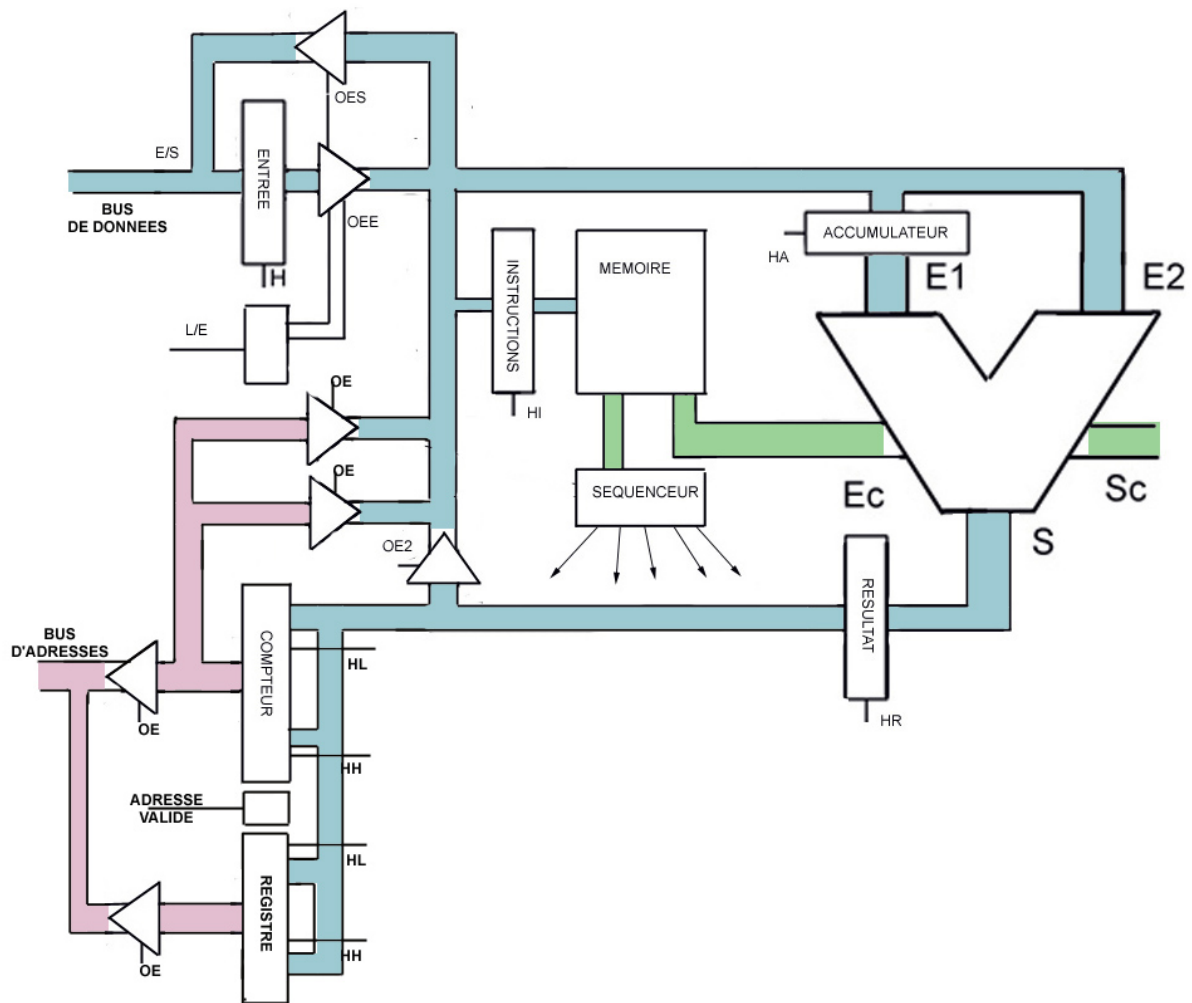 OES
E/S
ENTREE
OEE
BUS
DE DONNEES
H
L/E
ACCUMULATEUR
HA
E1
E2
INSTRUCTIONS
MEMOIRE
HI
OE
OE
SEQUENCEUR
Ec
Sc
S
OE2
RESULTAT
HR
BUS
D'ADRESSES
OE
COMPTEUR
HL
HH
ADRESSE
VALIDE
REGISTRE
HL
HH
OE